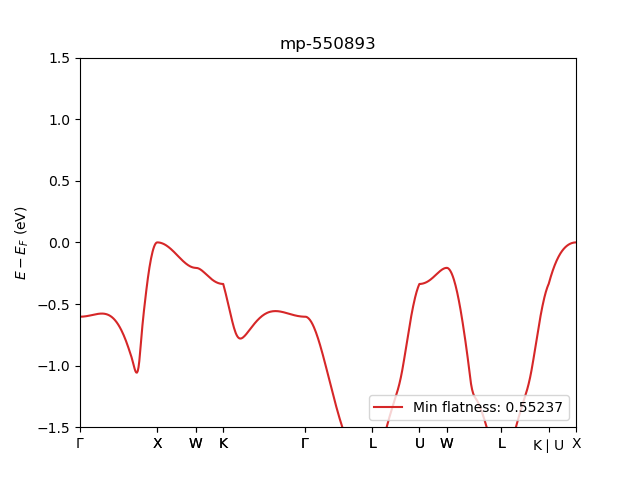 mp-550893
E − E_F (eV)
1.5
1.0
0.5
0.0
−0.5
−1.0
−1.5
Γ X W K Γ L U W L K | U X
Min flatness: 0.55237